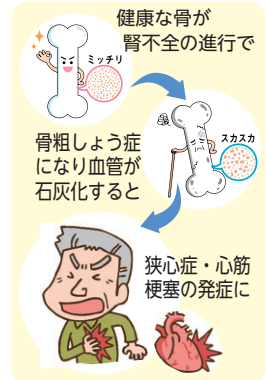 健康な骨が
腎不全の進行で
ミッチリ
スカスカ
骨粗しょう症
になり血管が
石灰化すると
狭心症・心筋
梗塞の発症に